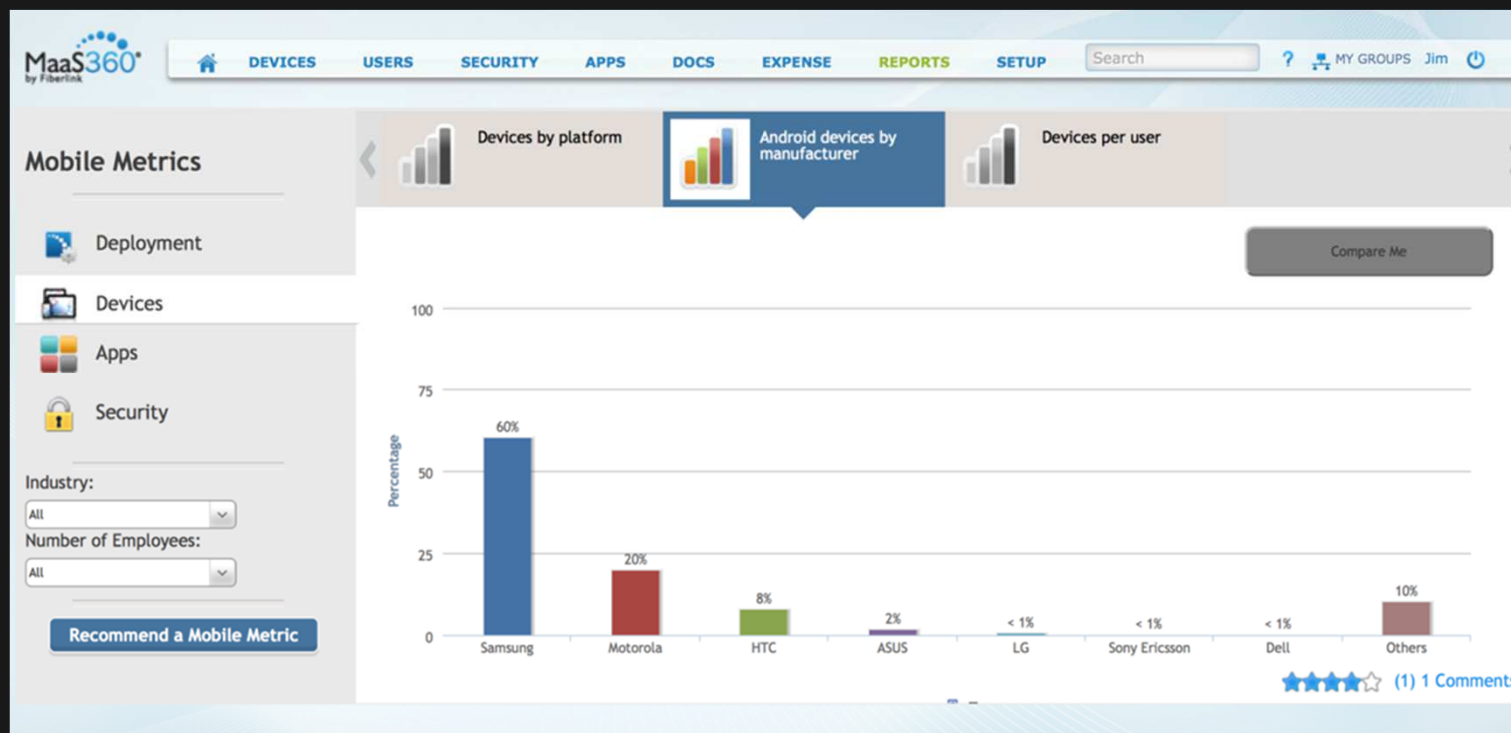 MaaS360
by Fiberlink
DEVICES
USERS
SECURITY
APPS
DOCS
EXPENSE
REPORTS
SETUP
Search
?
MY GROUPS
Jim
Mobile Metrics
Deployment
Devices
Apps
Security
Industry:
All
Number of Employees:
All
Recommend a Mobile Metric
Devices by platform
Android devices by
manufacturer
Devices per user
Compare Me
Percentage
100
75
50
25
0
60%
20%
8%
2%
< 1%
< 1%
< 1%
10%
Samsung
Motorola
HTC
ASUS
LG
Sony Ericsson
Dell
Others
(1) 1 Comments